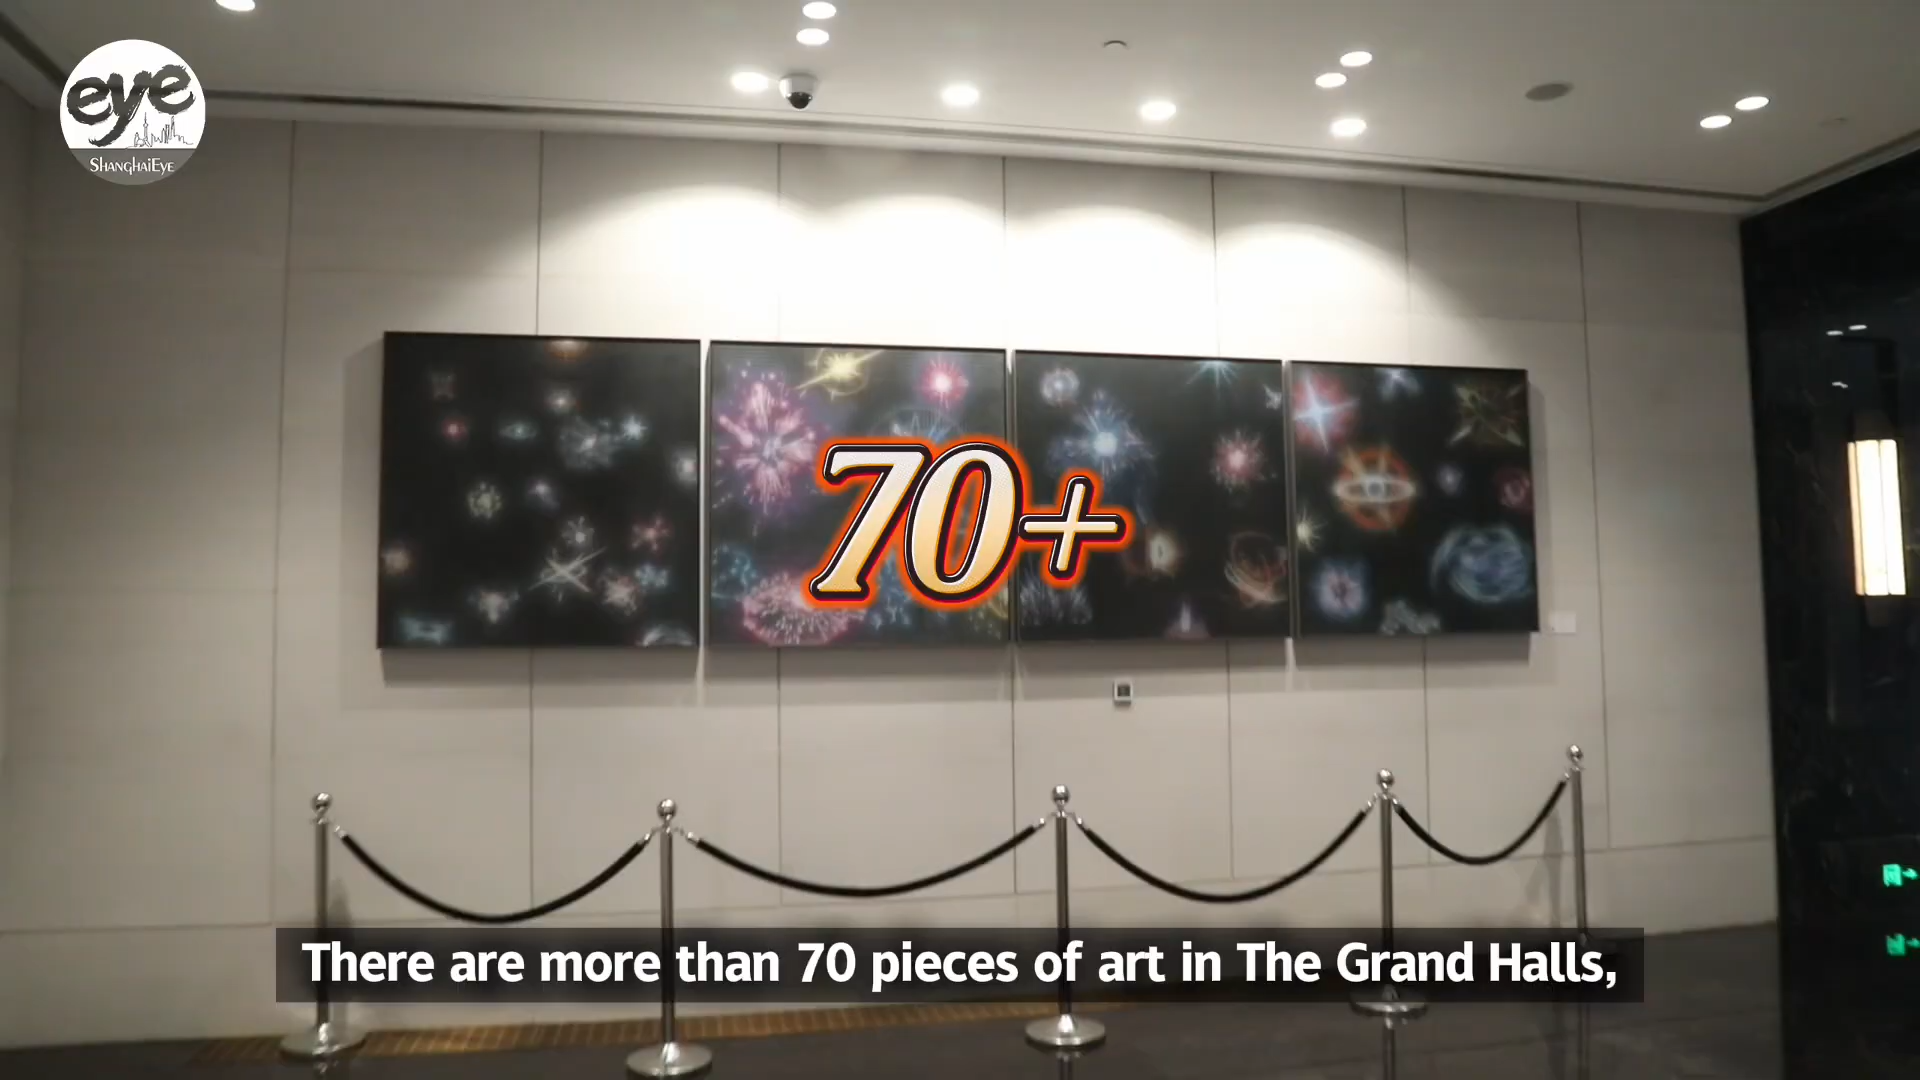 eye
SHANGHAIEYE
70+
There are more than 70 pieces of art in The Grand Halls,